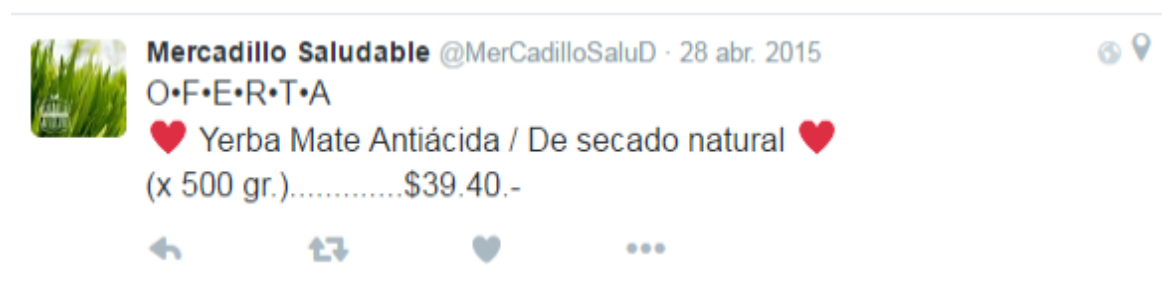 Mercadillo Saludable @MerCadilloSaluD · 28 abr. 2015
O•F•E•R•T•A
❤ Yerba Mate Antiácida / De secado natural ❤
(x 500 gr.).............$39.40.-